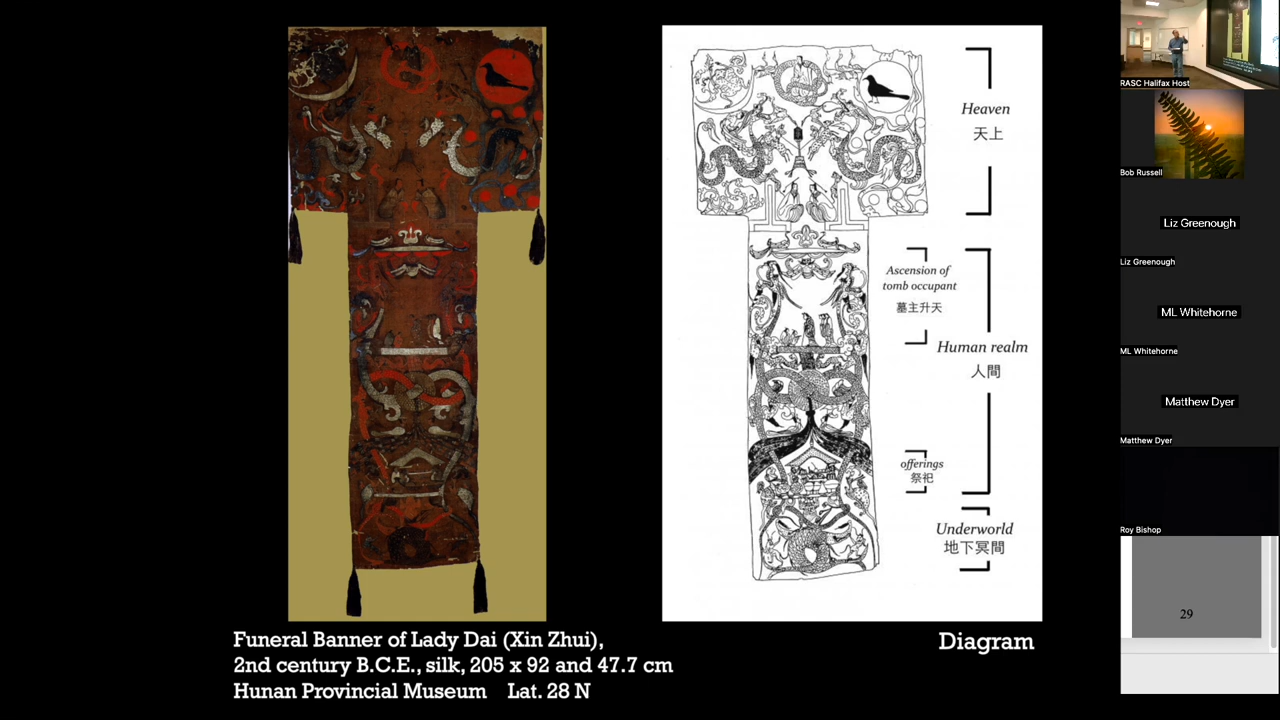 Heaven
天上
Ascension of
tomb occupant
墓主升天
Human realm
人間
offerings
祭祀
Underworld
地下冥間
Funeral Banner of Lady Dai (Xin Zhui),
2nd century B.C.E., silk, 205 x 92 and 47.7 cm
Hunan Provincial Museum Lat. 28 N
Diagram
RASC Halifax Host
Bob Russell
Liz Greenough
Liz Greenough
ML Whitehorne
ML Whitehorne
Matthew Dyer
Matthew Dyer
Roy Bishop
29